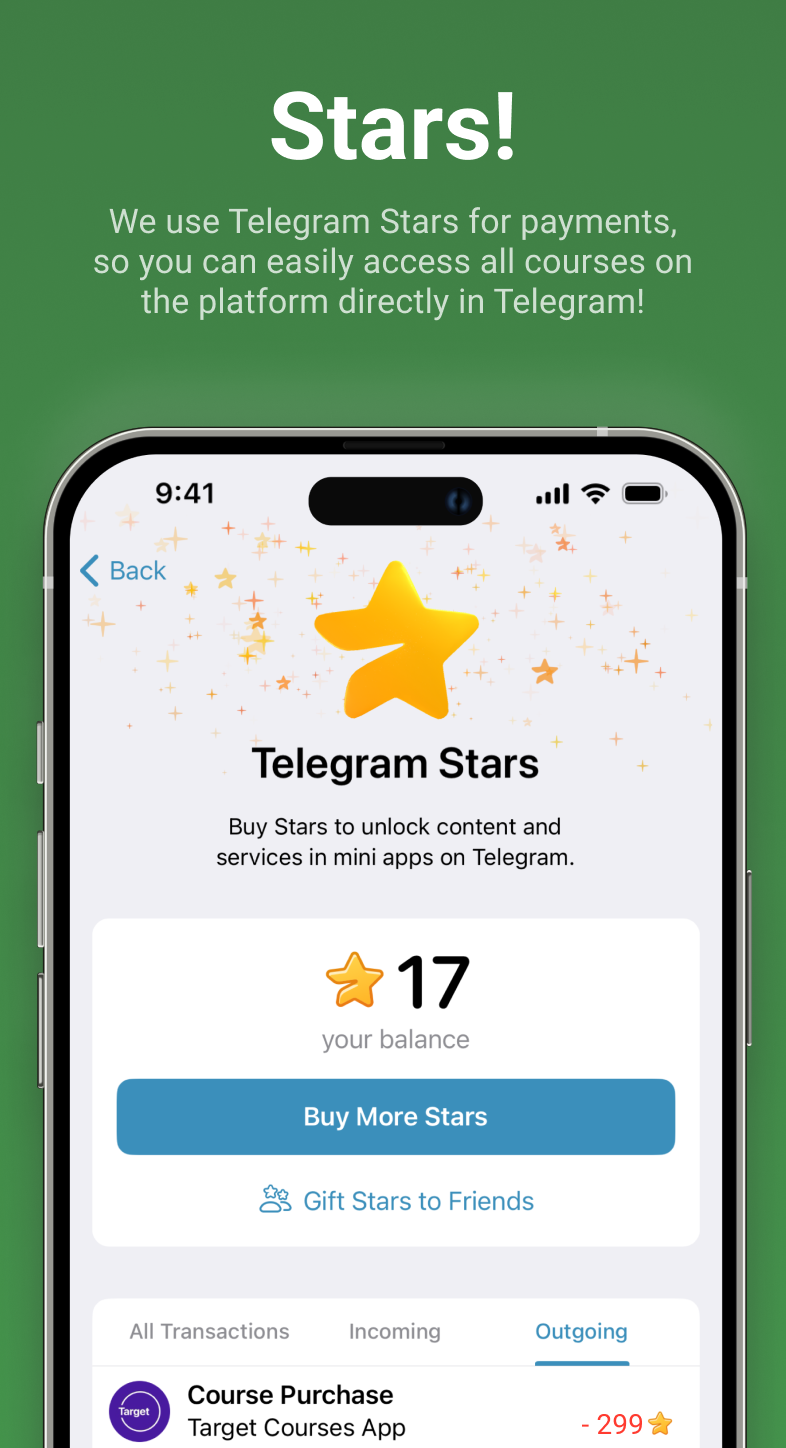 Stars!
We use Telegram Stars for payments,
so you can easily access all courses on
the platform directly in Telegram!
9:41
Back
Telegram Stars
Buy Stars to unlock content and
services in mini apps on Telegram.
17
your balance
Buy More Stars
Gift Stars to Friends
All Transactions Incoming Outgoing
Target
Course Purchase
Target Courses App
- 299